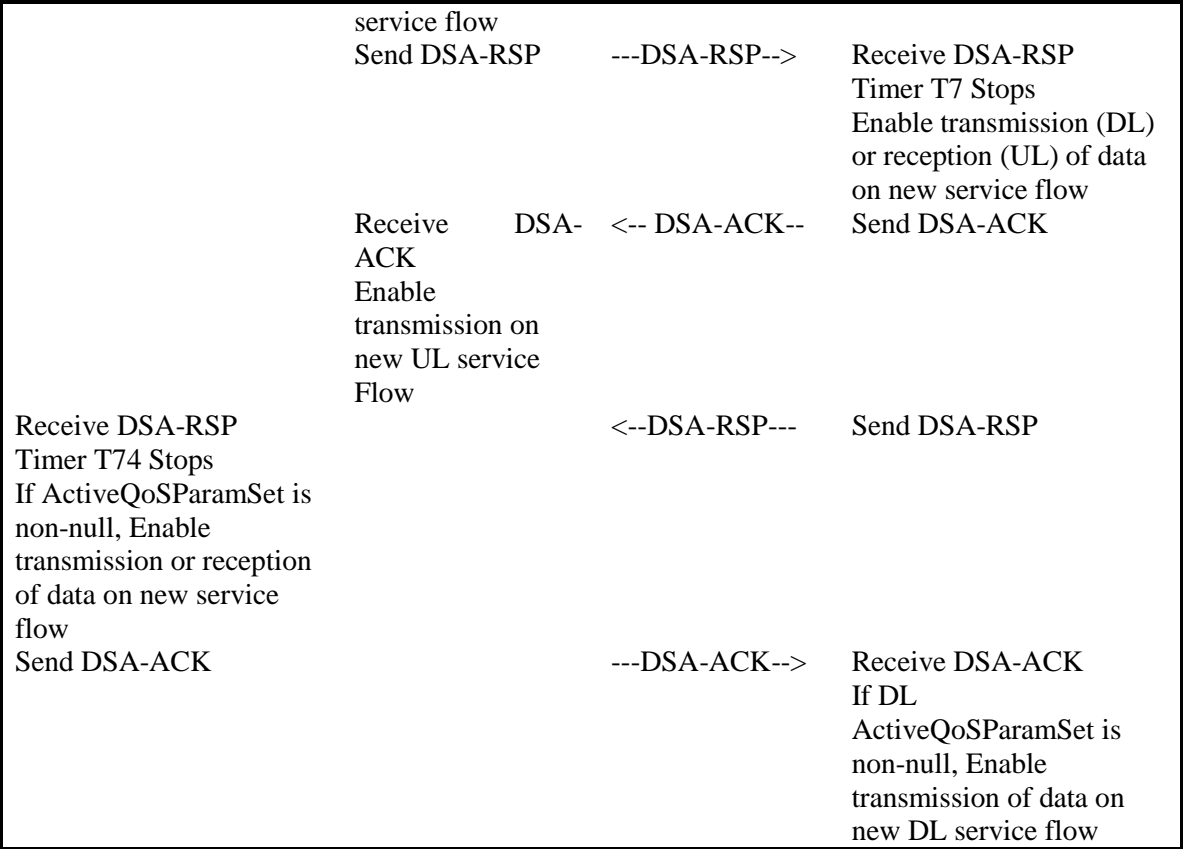 service flow
Send DSA-RSP ---DSA-RSP--> Receive DSA-RSP
Timer T7 Stops
Enable transmission (DL)
or reception (UL) of data
on new service flow
Receive DSA- <-- DSA-ACK-- Send DSA-ACK
ACK
Enable
transmission on
new UL service
Flow
Receive DSA-RSP <--DSA-RSP--- Send DSA-RSP
Timer T74 Stops
If ActiveQoSParamSet is
non-null, Enable
transmission or reception
of data on new service
flow
Send DSA-ACK ---DSA-ACK--> Receive DSA-ACK
If DL
ActiveQoSParamSet is
non-null, Enable
transmission of data on
new DL service flow